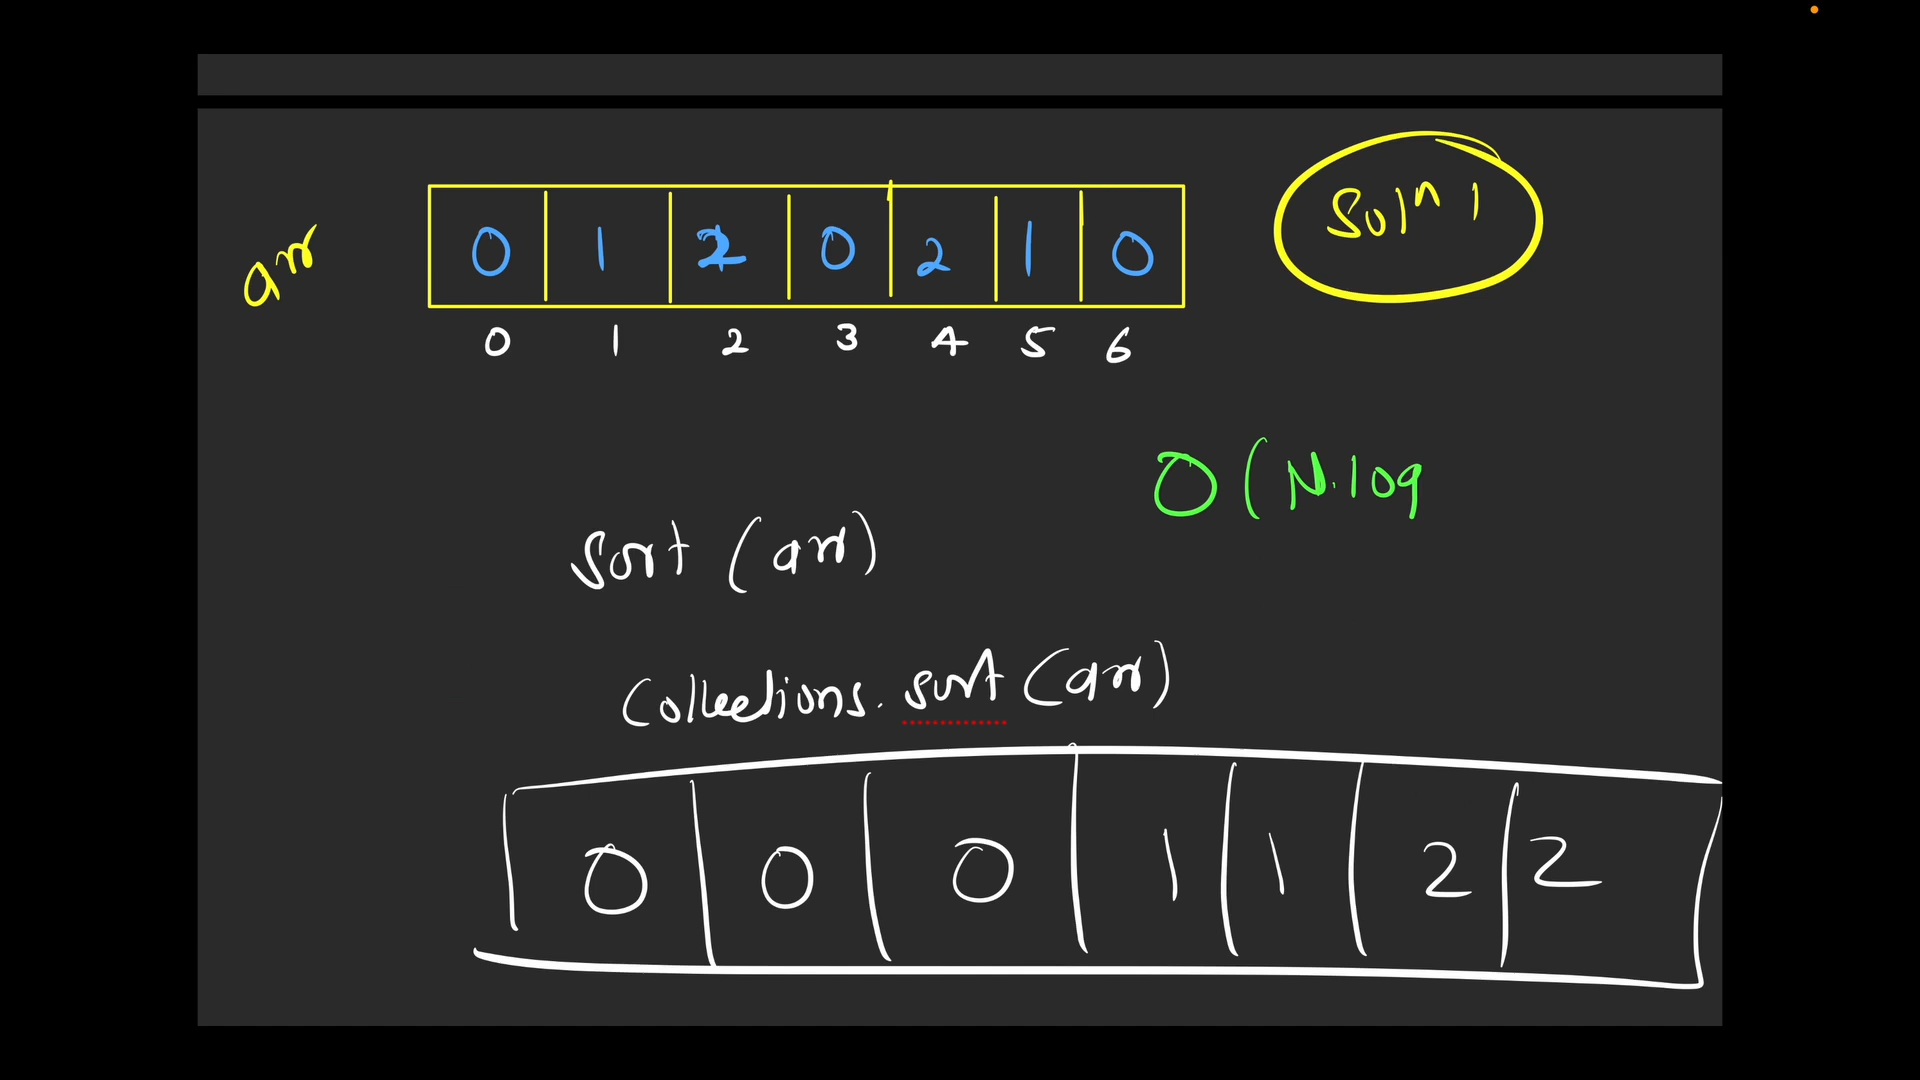 arr 0 1 2 0 2 1 0 Solⁿ 1
0 1 2 3 4 5 6
O(N.log
Sort (arr)
Collections.sort(arr)
0 0 0 1 1 2 2